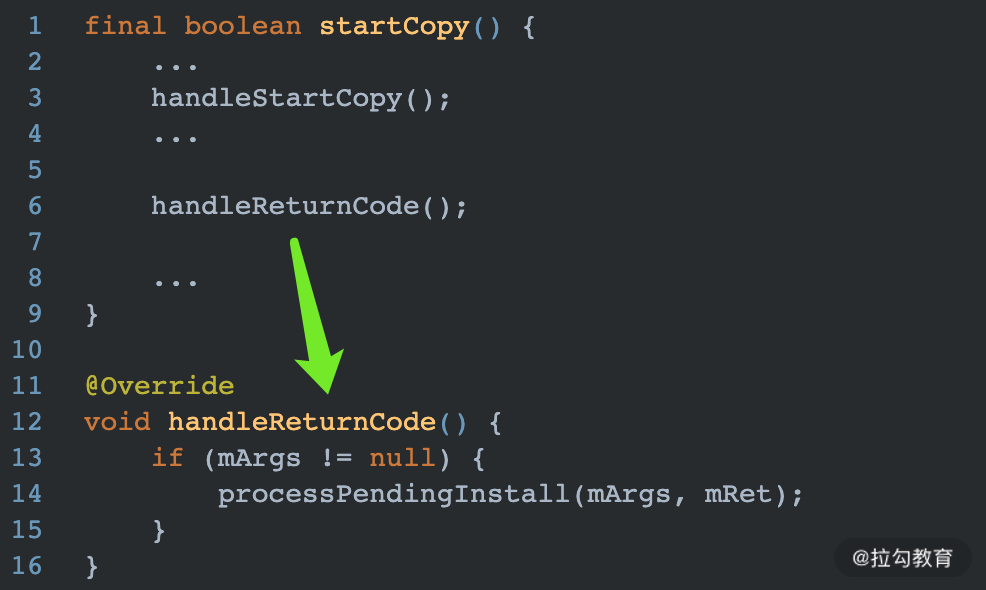 1 final boolean startCopy() {
2     ...
3     handleStartCopy();
4     ...
5
6     handleReturnCode();
7
8     ...
9 }
10
11 @Override
12 void handleReturnCode() {
13     if (mArgs != null) {
14         processPendingInstall(mArgs, mRet);
15     }
16 }
@拉勾教育